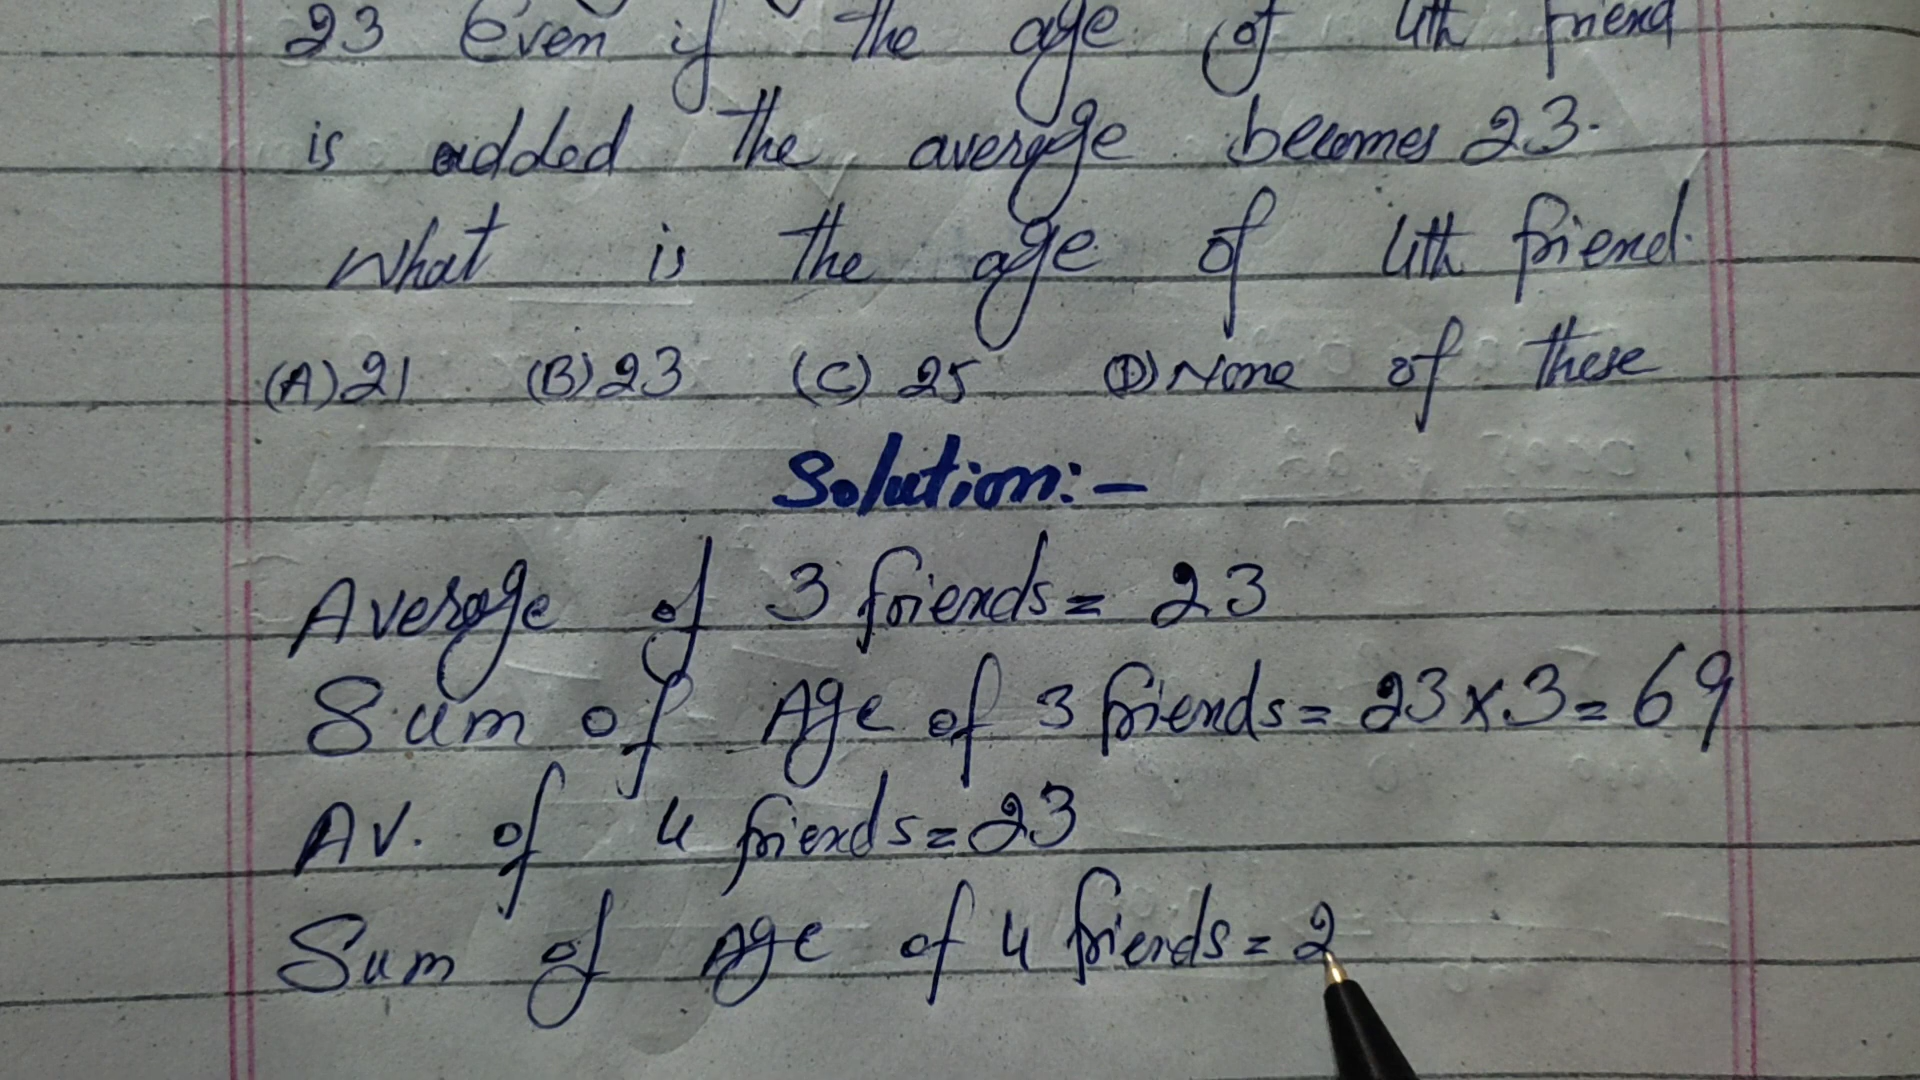 23 Even if the age of 4th friend
is added the average becomes 23.
What is the age of 4th friend.
(A) 21 (B) 23 (C) 25 (D) None of these
Solution:-
Average of 3 friends = 23
Sum of Age of 3 friends = 23 x 3 = 69
AV. of 4 friends = 23
Sum of Age of 4 friends = 2